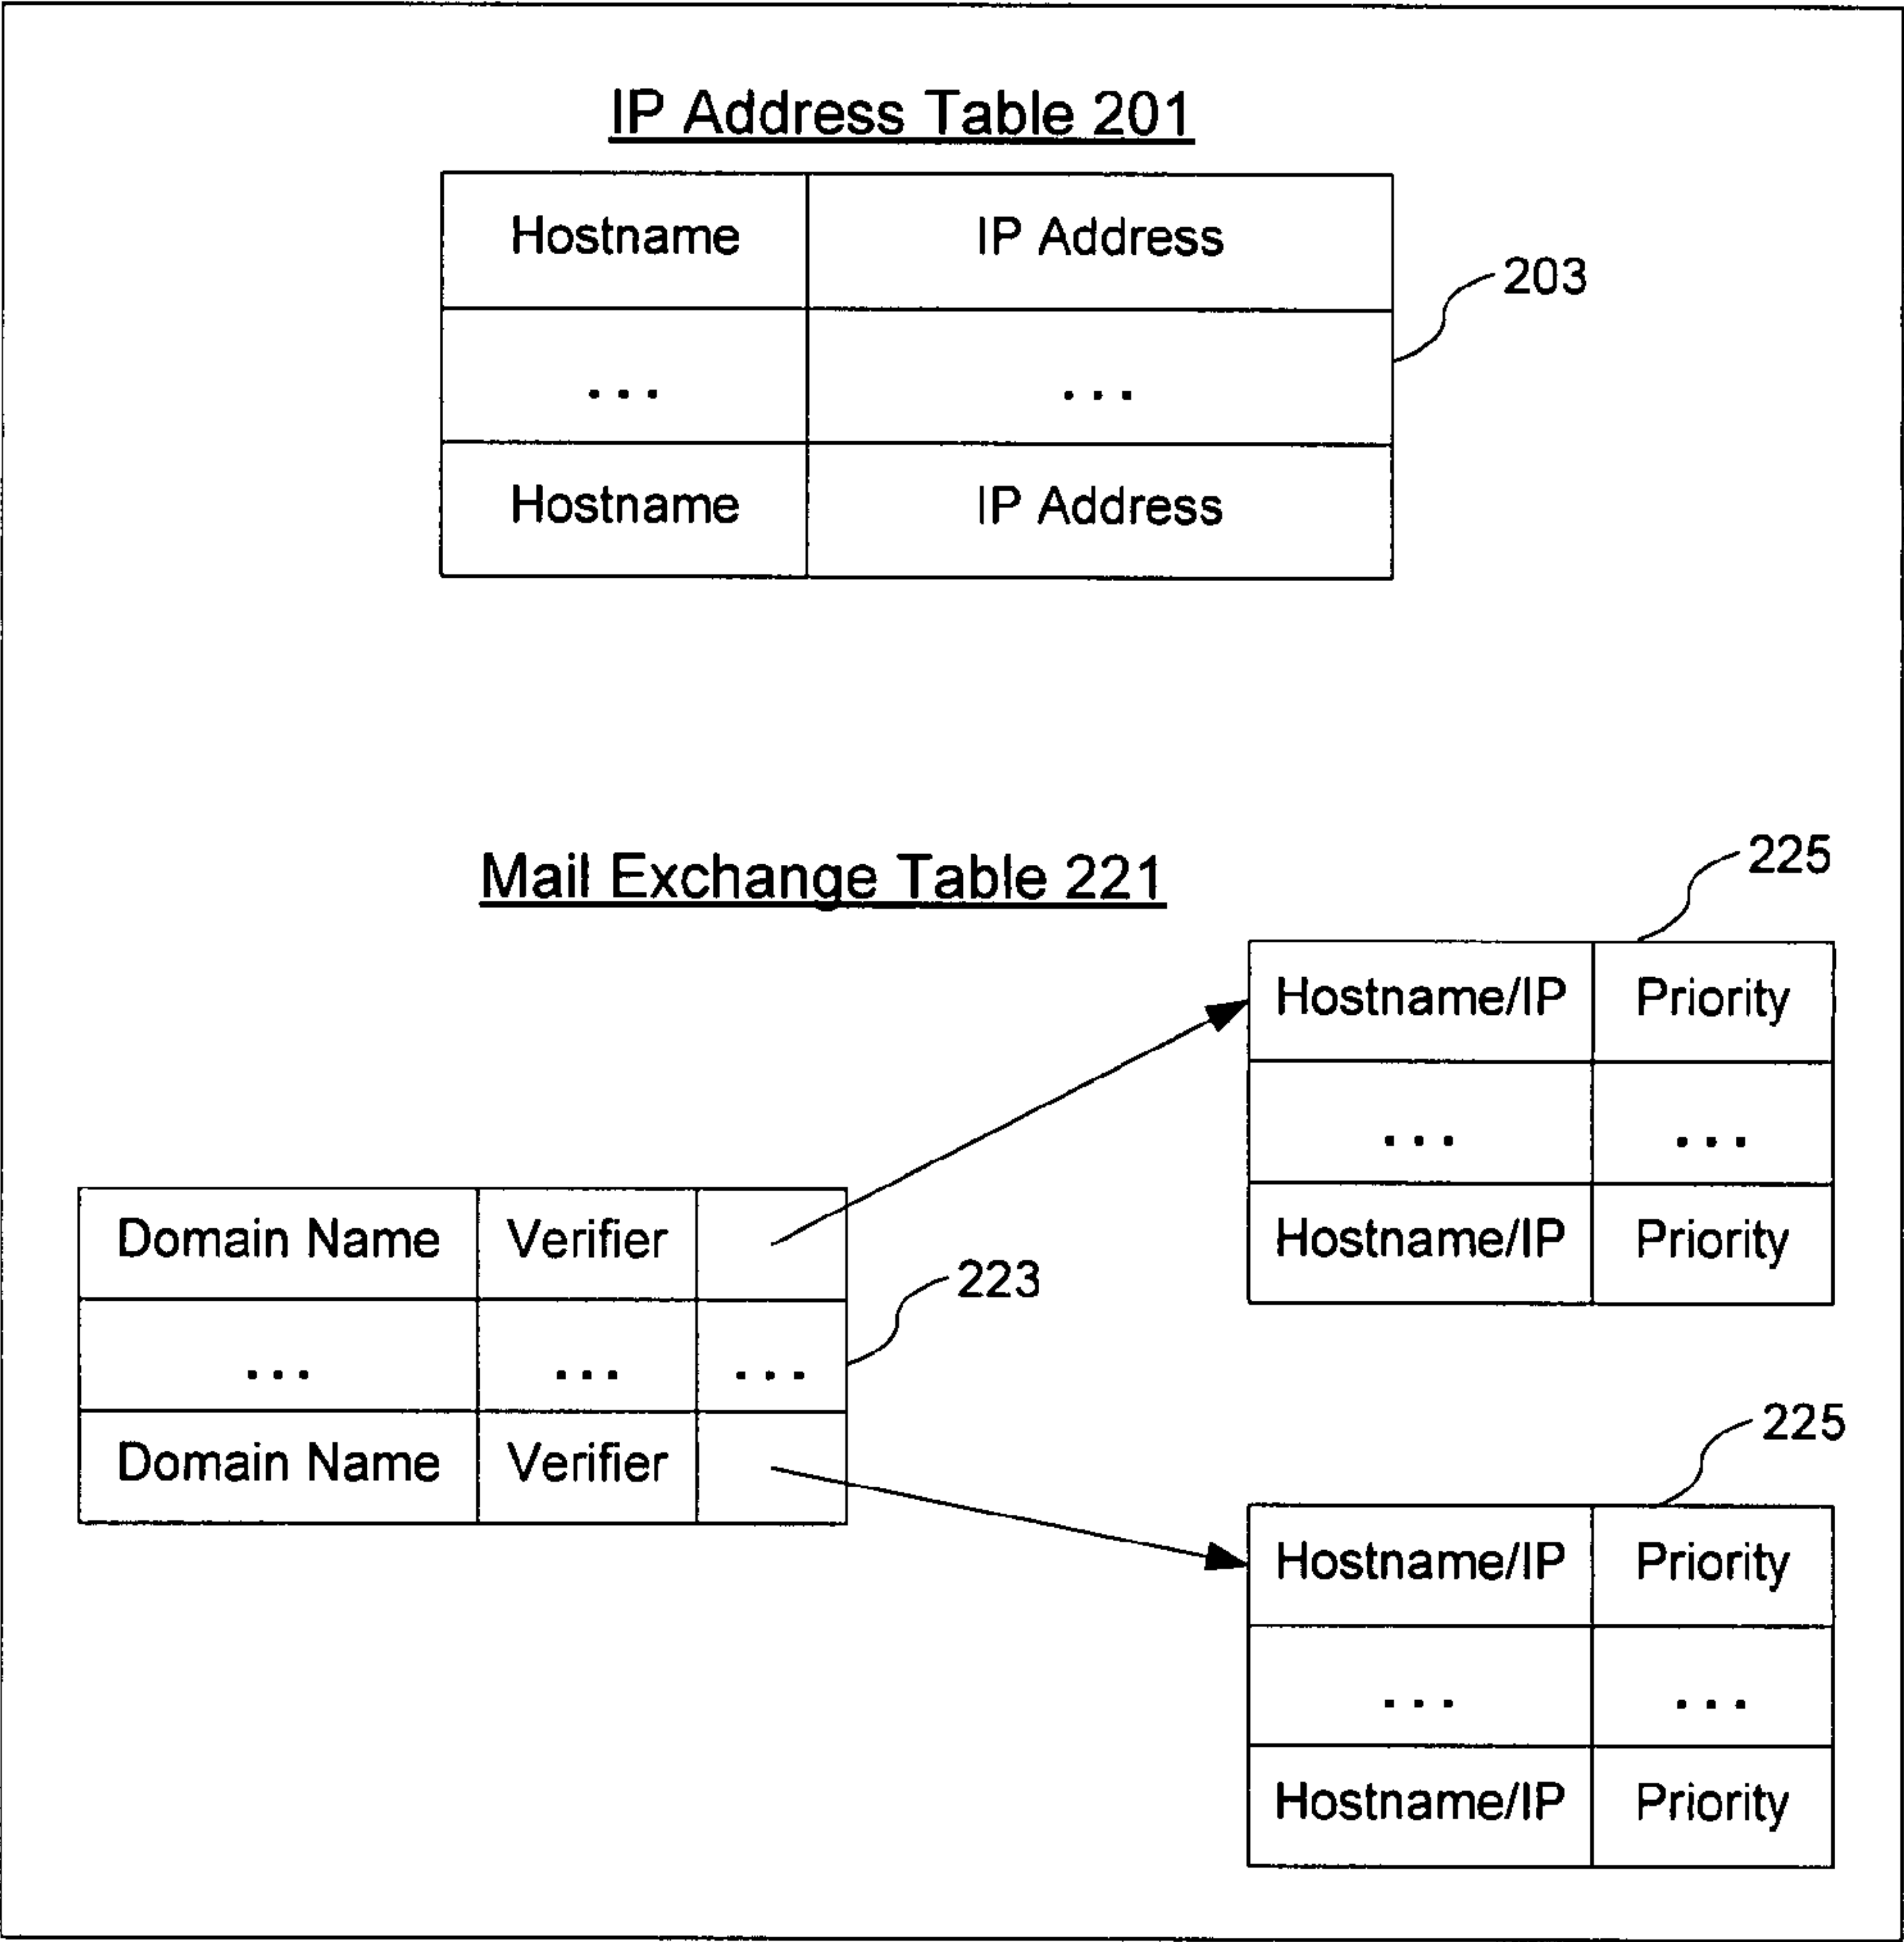 IP Address Table 201
Hostname IP Address
203
... ...
Hostname IP Address
Mail Exchange Table 221
225
Hostname/IP Priority
... ...
Hostname/IP Priority
Domain Name Verifier
223
... ... ...
Domain Name Verifier
225
Hostname/IP Priority
... ...
Hostname/IP Priority